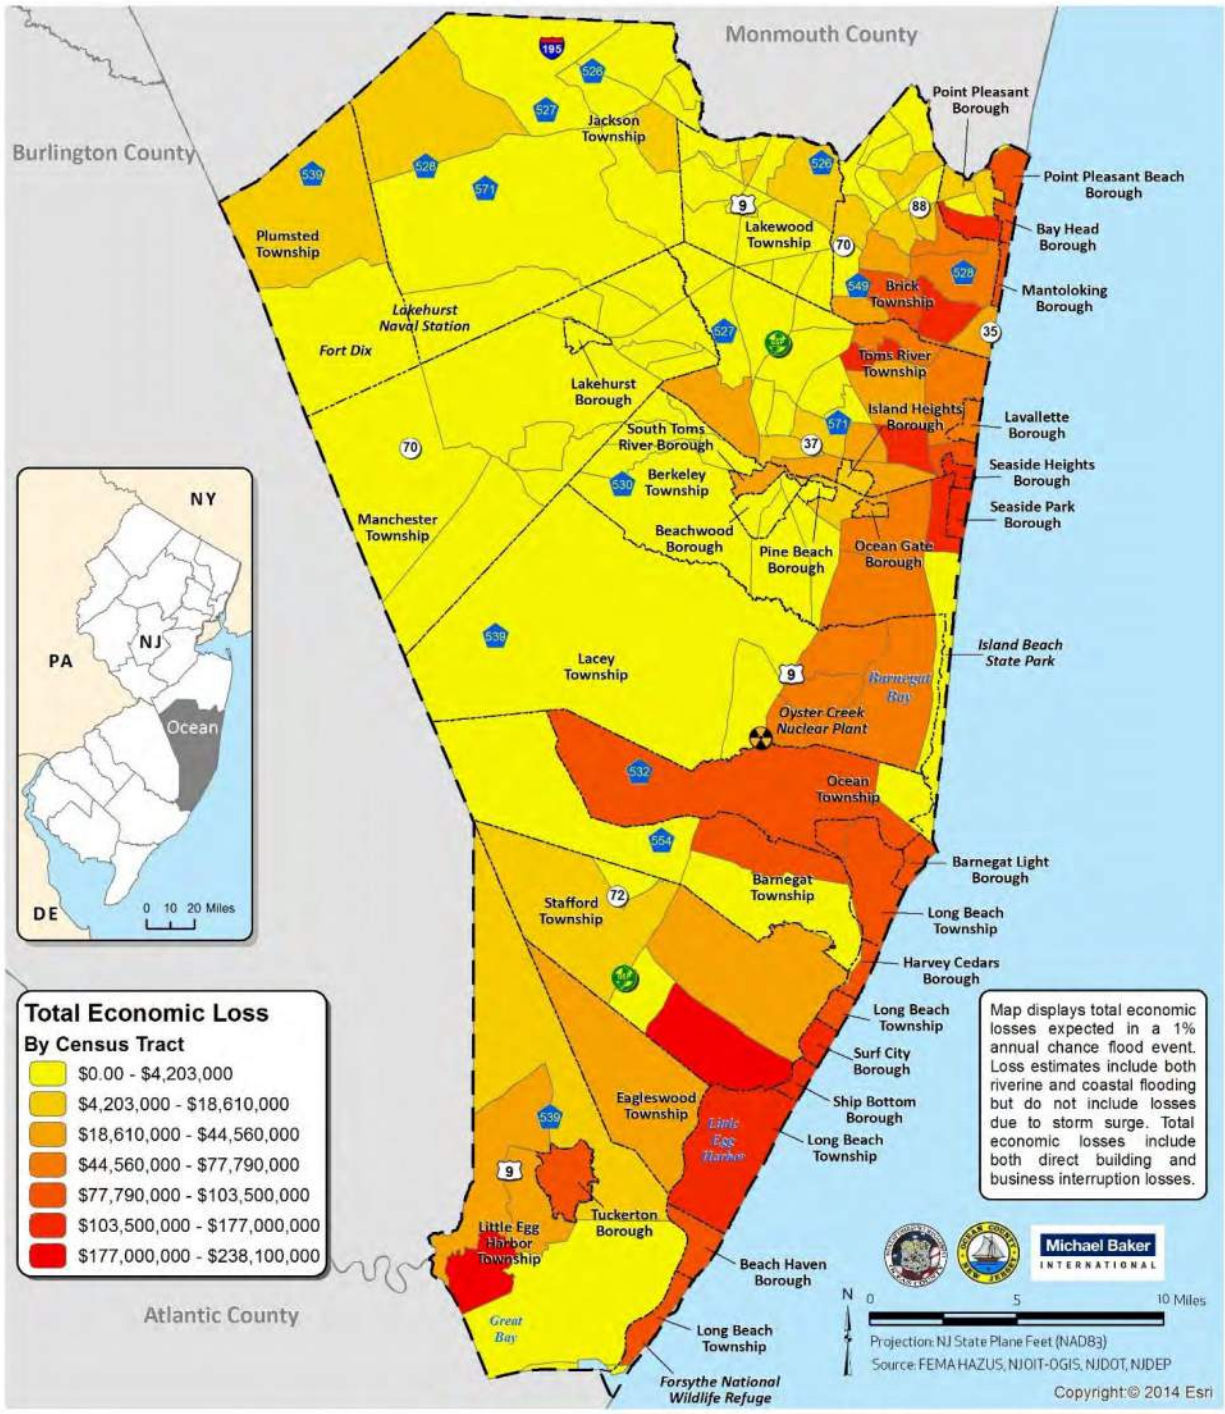 Monmouth County
Burlington County
Atlantic County
195
526
527
Jackson
Township
539
528
571
Plumsted
Township
9
Lakewood
Township
526
88
70
Point Pleasant
Borough
Point Pleasant Beach
Borough
Bay Head
Borough
Mantoloking
Borough
549
Brick
Township
528
35
Lakehurst
Naval Station
Fort Dix
527
Lakehurst
Borough
Toms River
Township
Island Heights
Borough
571
37
Lavallette
Borough
South Toms
River Borough
70
530
Berkeley
Township
Seaside Heights
Borough
Seaside Park
Borough
Manchester
Township
Beachwood
Borough
Pine Beach
Borough
Ocean Gate
Borough
539
Lacey
Township
9
Island Beach
State Park
Barnegat
Bay
Oyster Creek
Nuclear Plant
532
Ocean
Township
554
Barnegat Light
Borough
Barnegat
Township
72
Stafford
Township
Long Beach
Township
Harvey Cedars
Borough
Long Beach
Township
Surf City
Borough
Ship Bottom
Borough
Long Beach
Township
Eagleswood
Township
Little
Egg
Harbor
539
9
Tuckerton
Borough
Little Egg
Harbor
Township
Beach Haven
Borough
Great
Bay
Long Beach
Township
Forsythe National
Wildlife Refuge
NY
PA
NJ
Ocean
DE
0 10 20 Miles
Total Economic Loss
By Census Tract
$0.00 - $4,203,000
$4,203,000 - $18,610,000
$18,610,000 - $44,560,000
$44,560,000 - $77,790,000
$77,790,000 - $103,500,000
$103,500,000 - $177,000,000
$177,000,000 - $238,100,000
Map displays total economic
losses expected in a 1%
annual chance flood event.
Loss estimates include both
riverine and coastal flooding
but do not include losses
due to storm surge. Total
economic losses include
both direct building and
business interruption losses.
OCEAN COUNTY
NEW JERSEY
Michael Baker
INTERNATIONAL
N
0 5 10 Miles
Projection: NJ State Plane Feet (NAD83)
Source: FEMA HAZUS, NJOIT-OGIS, NJDOT, NJDEP
Copyright:© 2014 Esri